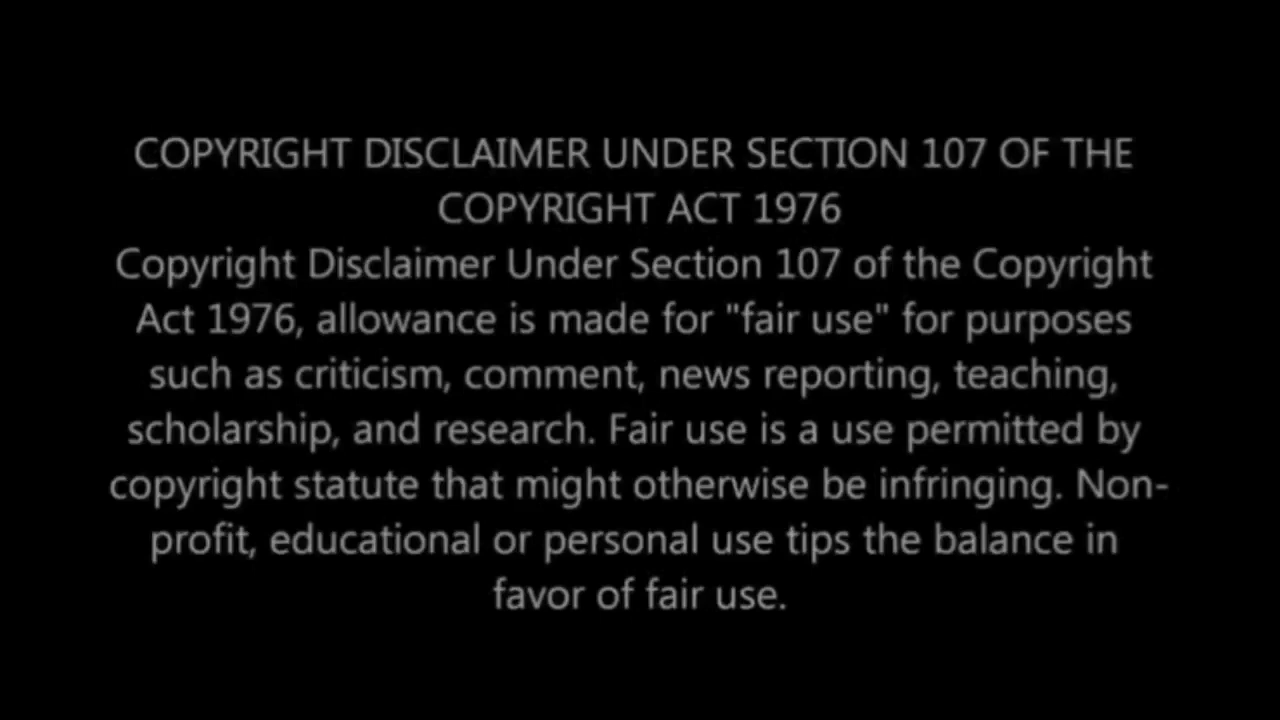 COPYRIGHT DISCLAIMER UNDER SECTION 107 OF THE
COPYRIGHT ACT 1976
Copyright Disclaimer Under Section 107 of the Copyright
Act 1976, allowance is made for "fair use" for purposes
such as criticism, comment, news reporting, teaching,
scholarship, and research. Fair use is a use permitted by
copyright statute that might otherwise be infringing. Non-
profit, educational or personal use tips the balance in
favor of fair use.